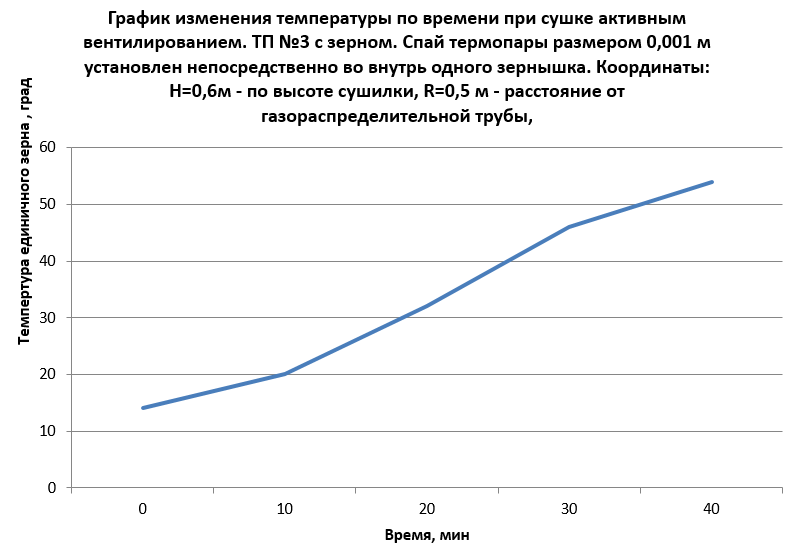 График изменения температуры по времени при сушке активным
вентилированием. ТП №3 с зерном. Спай термопары размером 0,001 м
установлен непосредственно во внутрь одного зернышка. Координаты:
Н=0,6м - по высоте сушилки, R=0,5 м - расстояние от
газораспределительной трубы,
Темпертура единичного зерна , град
60
50
40
30
20
10
0
0 10 20 30 40
Время, мин